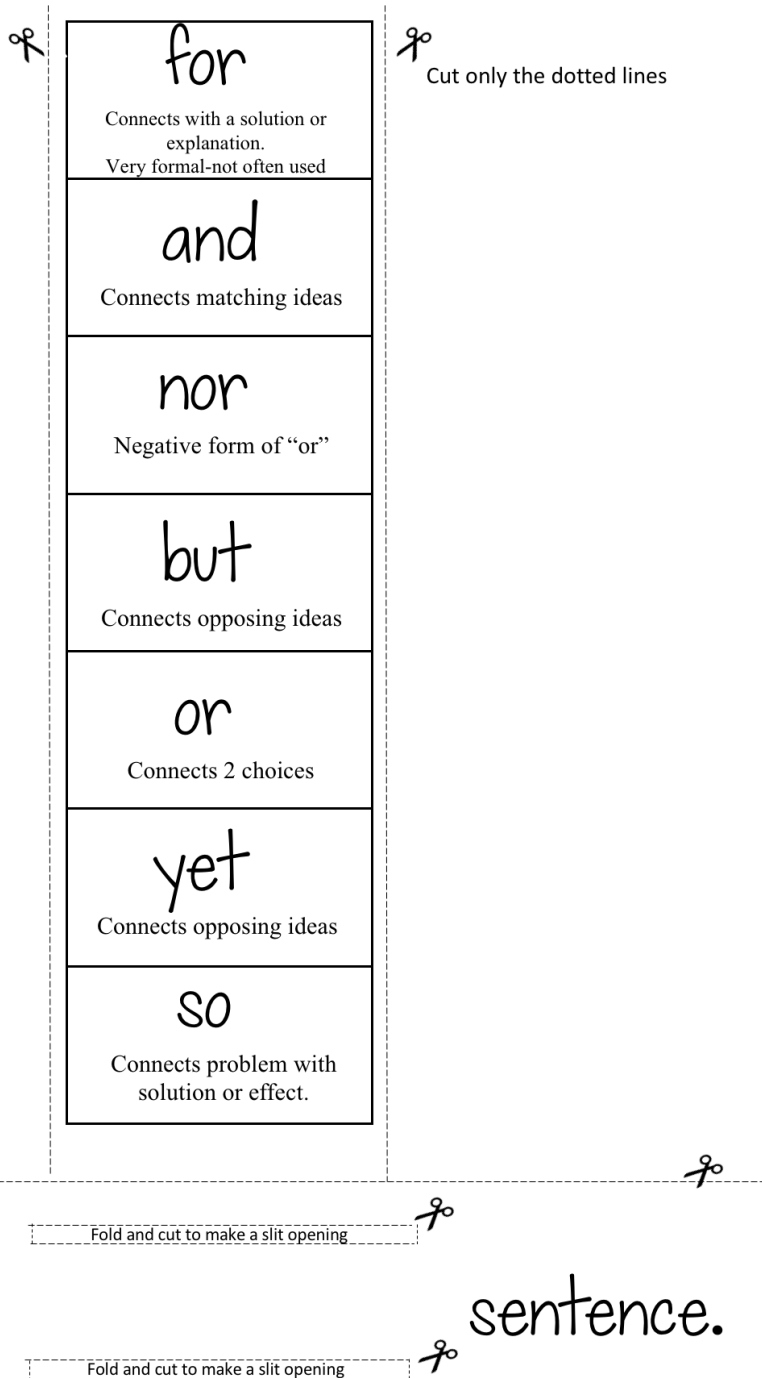 for
Cut only the dotted lines
Connects with a solution or
explanation.
Very formal-not often used
and
Connects matching ideas
nor
Negative form of “or”
but
Connects opposing ideas
or
Connects 2 choices
yet
Connects opposing ideas
so
Connects problem with
solution or effect.
Fold and cut to make a slit opening
sentence.
Fold and cut to make a slit opening